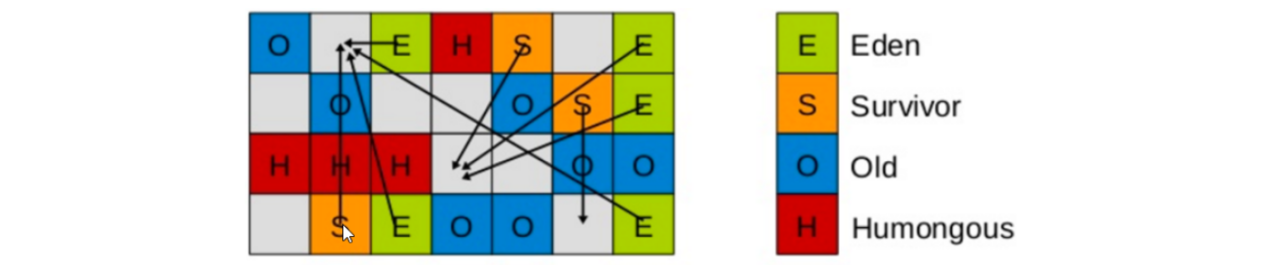 O E H S E
O O S E
H H H O O
S E O O E
E Eden
S Survivor
O Old
H Humongous